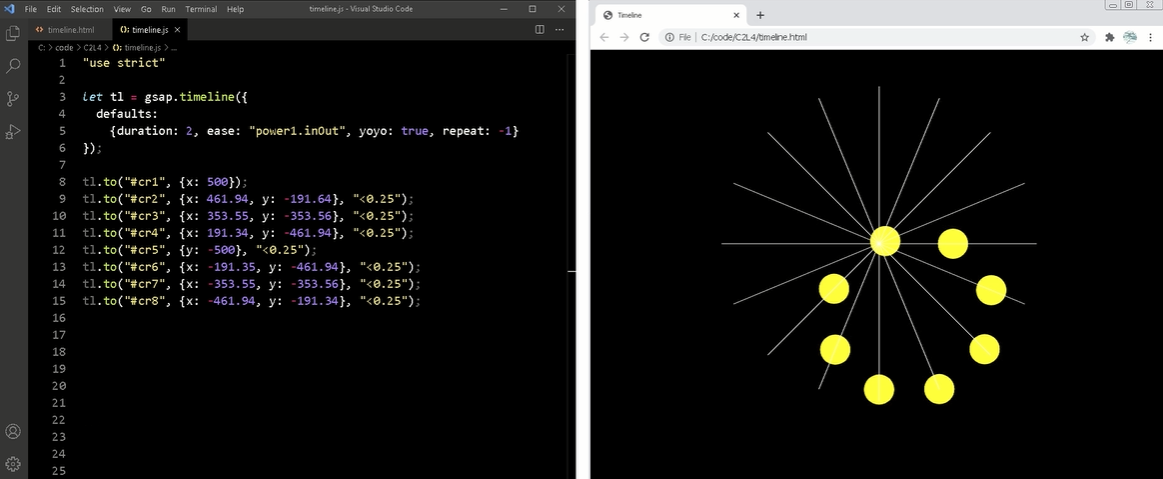 File Edit Selection View Go Run Terminal Help timeline.js - Visual Studio Code
timeline.html timeline.js
C: > code > C2L4 > timeline.js > ...
1 "use strict"
2
3 let tl = gsap.timeline({
4 defaults:
5 {duration: 2, ease: "power1.inOut", yoyo: true, repeat: -1}
6 });
7
8 tl.to("#cr1", {x: 500});
9 tl.to("#cr2", {x: 461.94, y: -191.64}, "<0.25");
10 tl.to("#cr3", {x: 353.55, y: -353.56}, "<0.25");
11 tl.to("#cr4", {x: 191.34, y: -461.94}, "<0.25");
12 tl.to("#cr5", {y: -500}, "<0.25");
13 tl.to("#cr6", {x: -191.35, y: -461.94}, "<0.25");
14 tl.to("#cr7", {x: -353.55, y: -353.56}, "<0.25");
15 tl.to("#cr8", {x: -461.94, y: -191.34}, "<0.25");
16
17
18
19
20
21
22
23
24
25
Timeline
File C:/code/C2L4/timeline.html